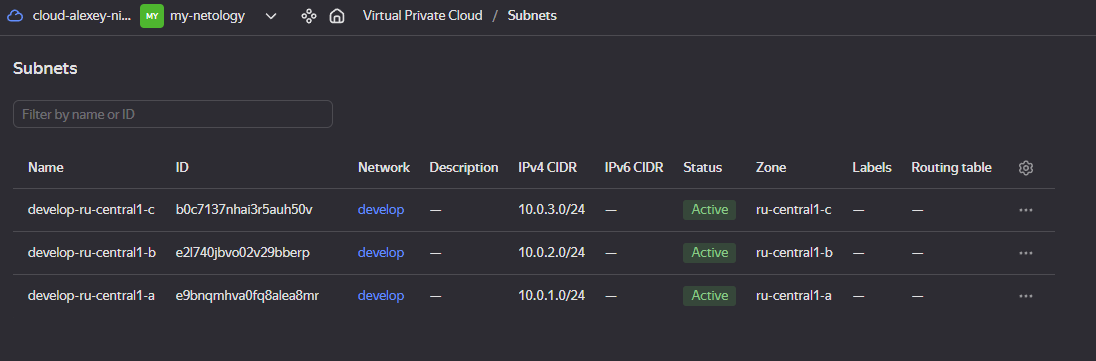 cloud-alexey-ni... MY my-netology Virtual Private Cloud / Subnets
Subnets
Filter by name or ID
Name ID Network Description IPv4 CIDR IPv6 CIDR Status Zone Labels Routing table
develop-ru-central1-c b0c7137nhai3r5auh50v develop — 10.0.3.0/24 — Active ru-central1-c — —
develop-ru-central1-b e2l740jbvo02v29bberp develop — 10.0.2.0/24 — Active ru-central1-b — —
develop-ru-central1-a e9bnqmhva0fq8alea8mr develop — 10.0.1.0/24 — Active ru-central1-a — —